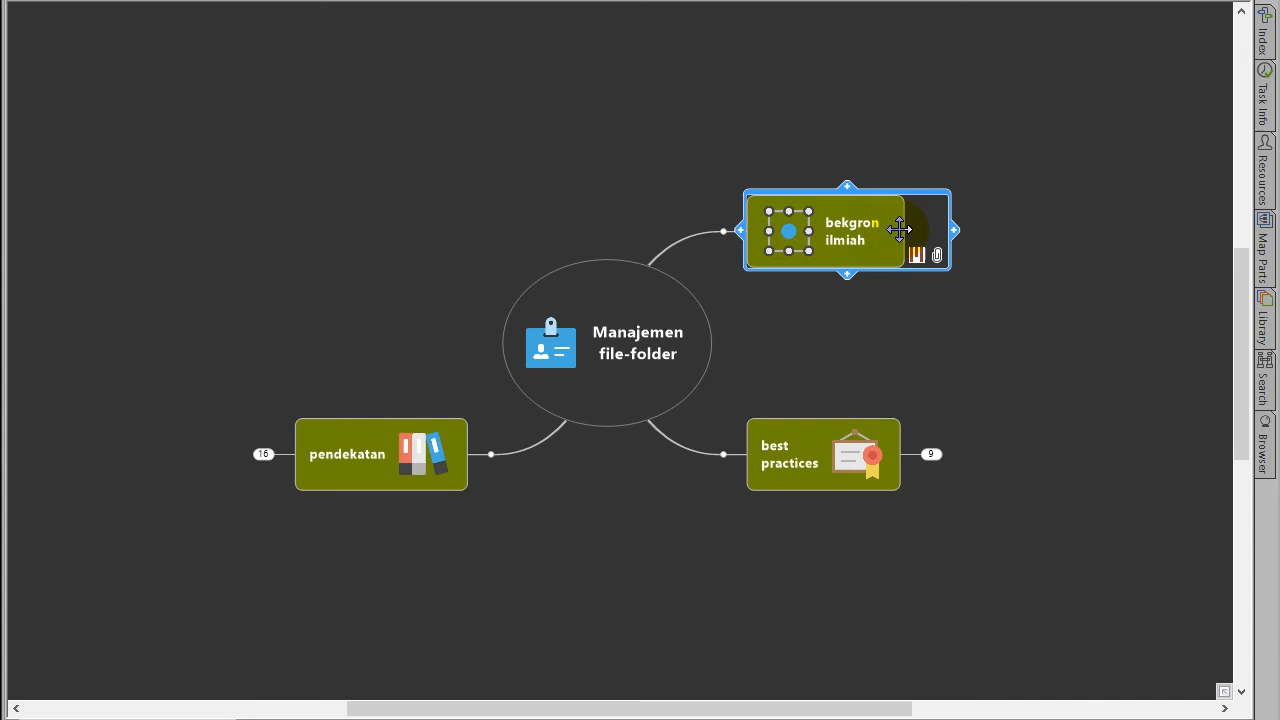 bekgron
ilmiah
Manajemen
file-folder
pendekatan
16
best
practices
9
Index
Task Info
Resources
Map Parts
Library
Search
Browser